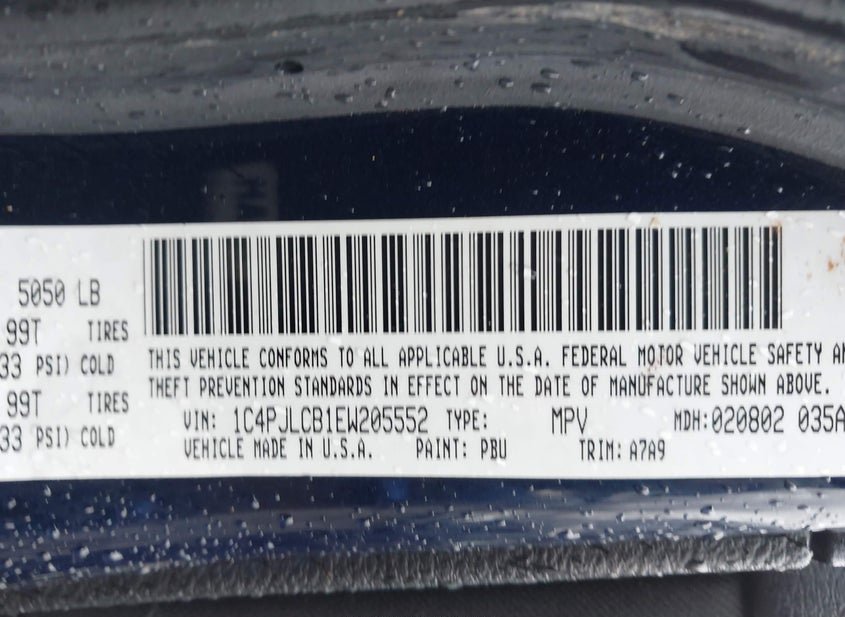 5050 LB
99T TIRES
33 PSI) COLD
99T TIRES
33 PSI) COLD
THIS VEHICLE CONFORMS TO ALL APPLICABLE U.S.A. FEDERAL MOTOR VEHICLE SAFETY AN
THEFT PREVENTION STANDARDS IN EFFECT ON THE DATE OF MANUFACTURE SHOWN ABOVE.
VIN: 1C4PJLCB1EW205552 TYPE: MPV MDH:020802 035A
VEHICLE MADE IN U.S.A. PAINT: PBU TRIM: A7A9